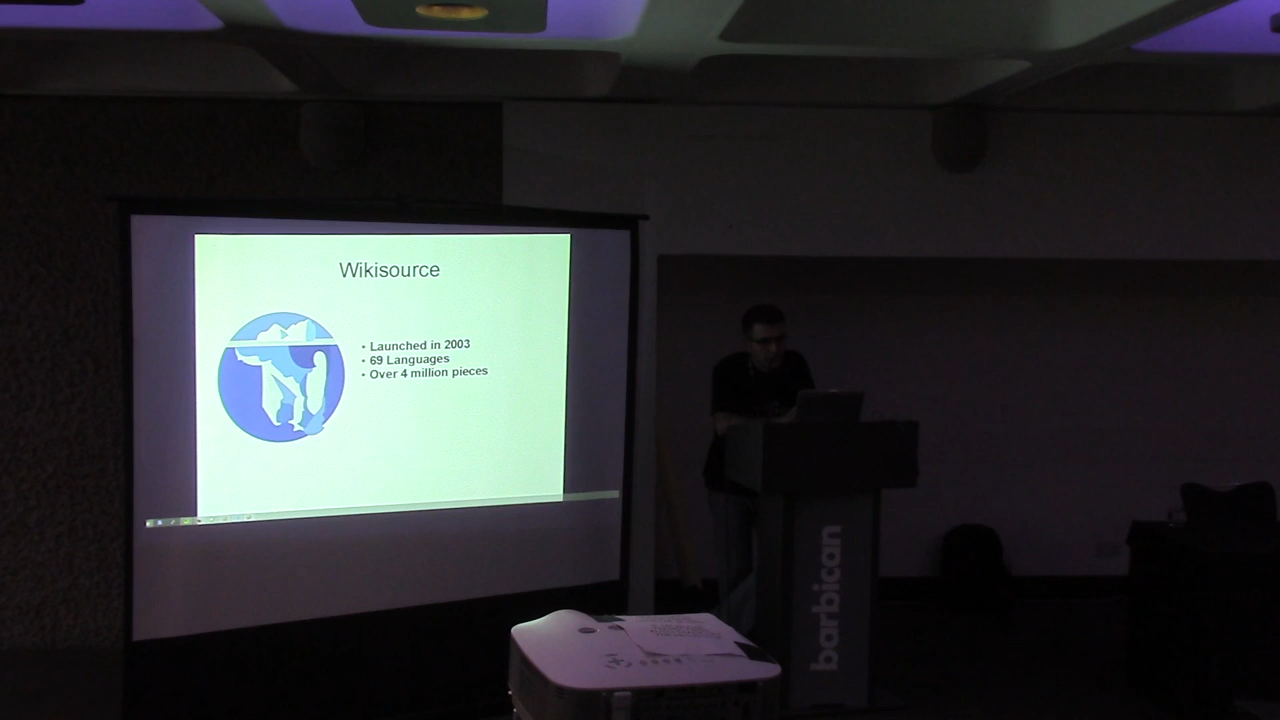 Wikisource
• Launched in 2003
• 69 Languages
• Over 4 million pieces
barbican